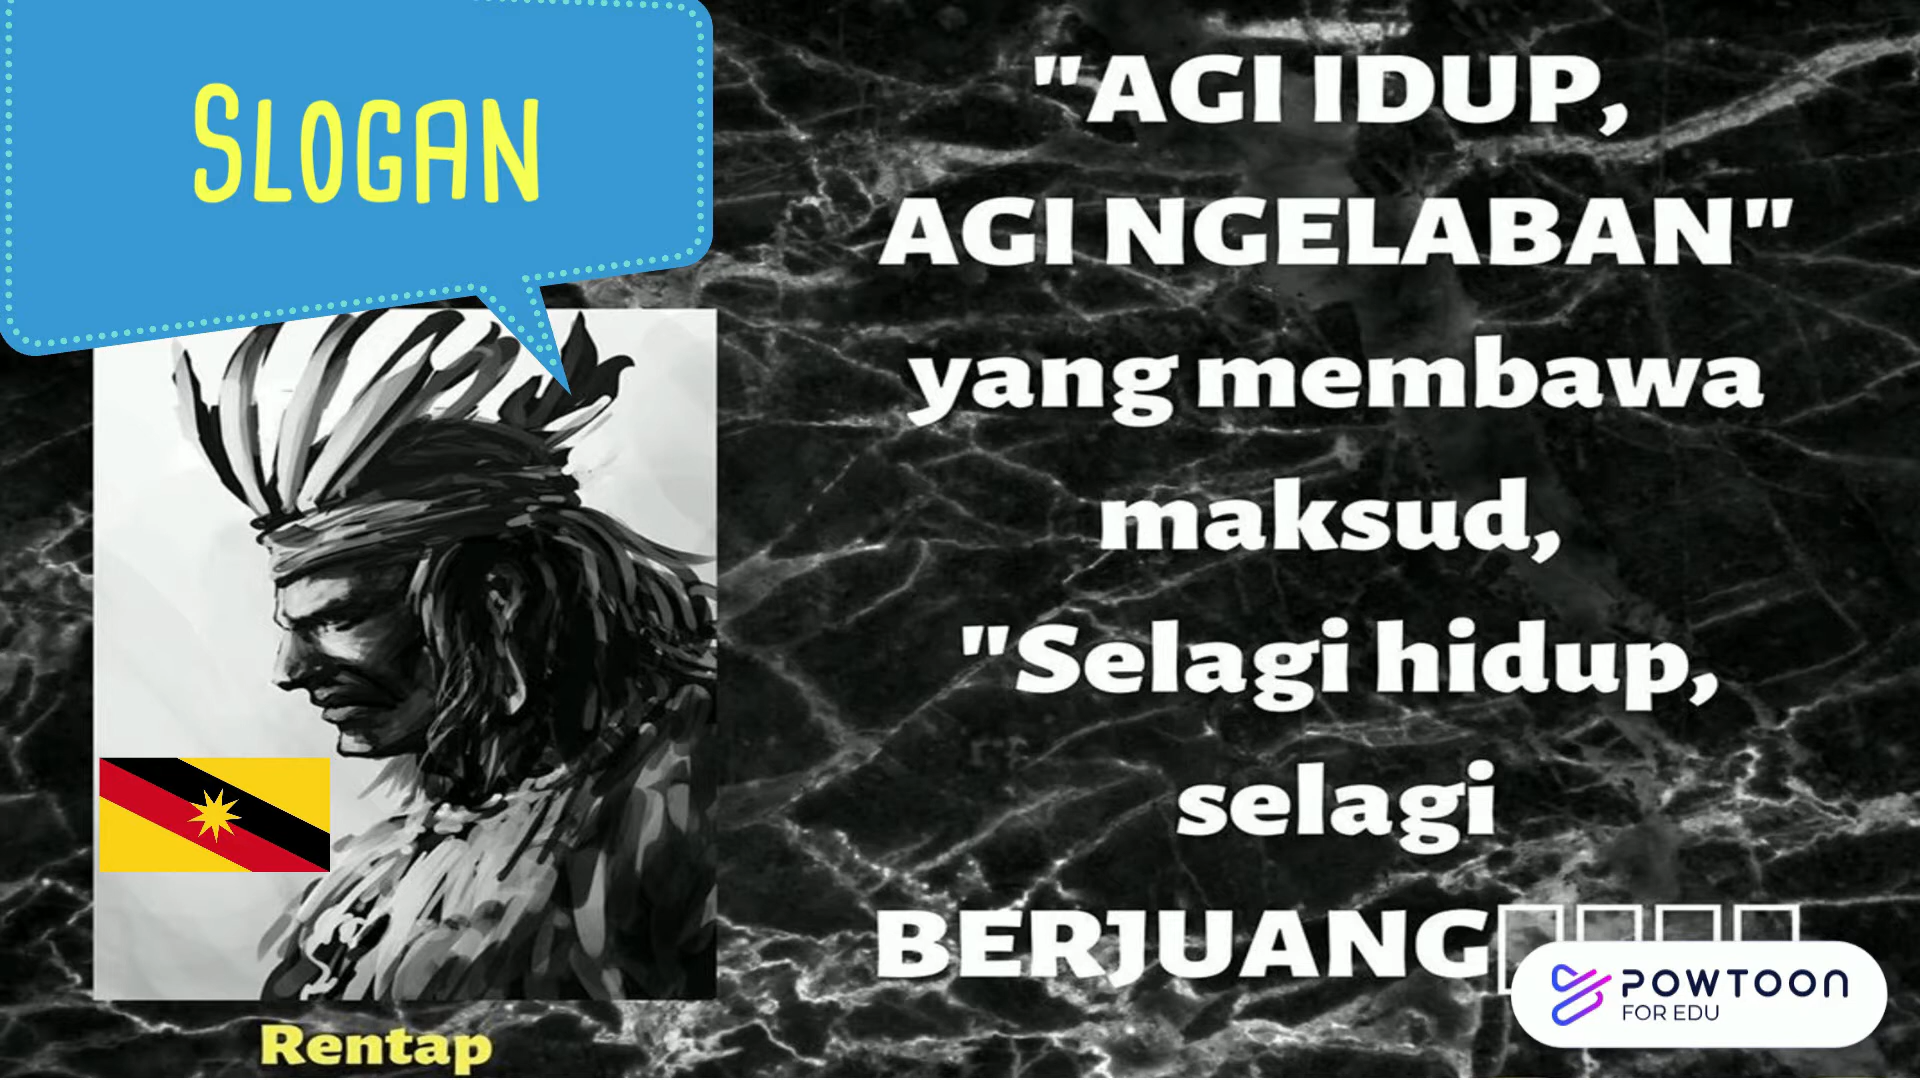 SLOGAN
"AGI IDUP,
AGI NGELABAN"
yang membawa
maksud,
"Selagi hidup,
selagi
BERJUANG
Rentap
POWTOON
FOR EDU